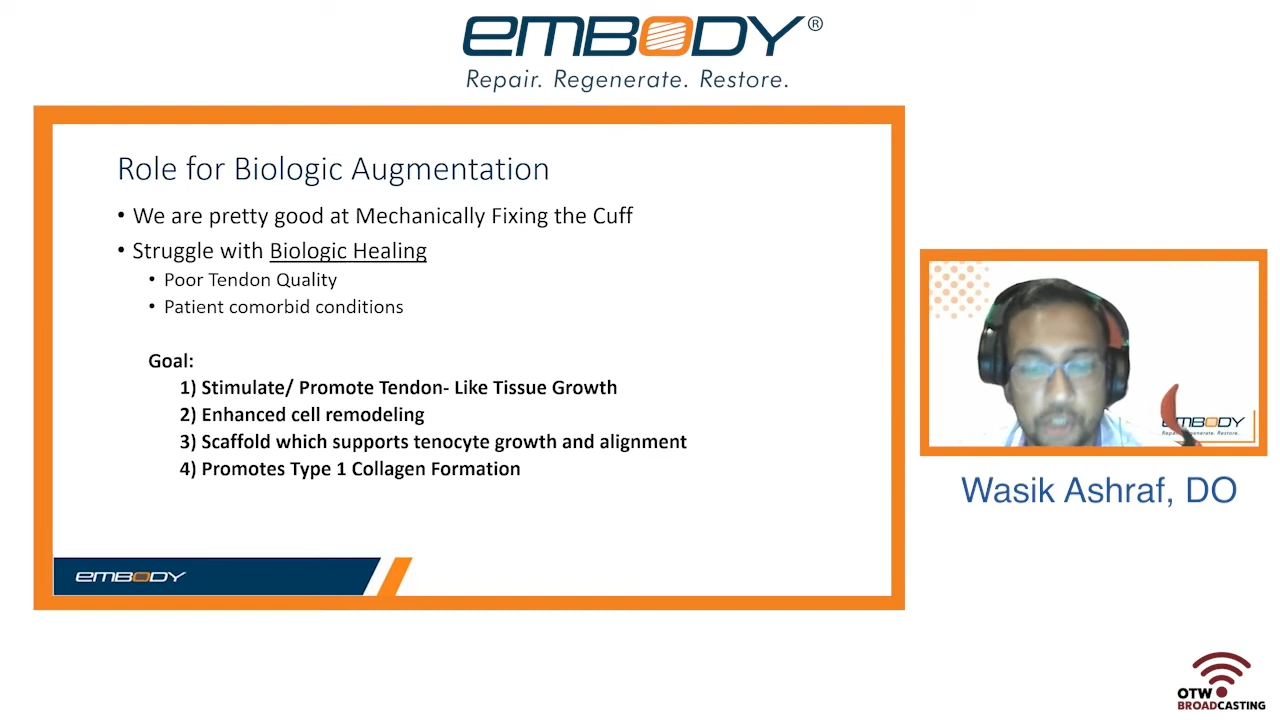 EMBODY®
Repair. Regenerate. Restore.
Role for Biologic Augmentation
• We are pretty good at Mechanically Fixing the Cuff
• Struggle with Biologic Healing
• Poor Tendon Quality
• Patient comorbid conditions
Goal:
1) Stimulate/ Promote Tendon- Like Tissue Growth
2) Enhanced cell remodeling
3) Scaffold which supports tenocyte growth and alignment
4) Promotes Type 1 Collagen Formation
EMBODY
EMBODY
Wasik Ashraf, DO
OTW
BROADCASTING